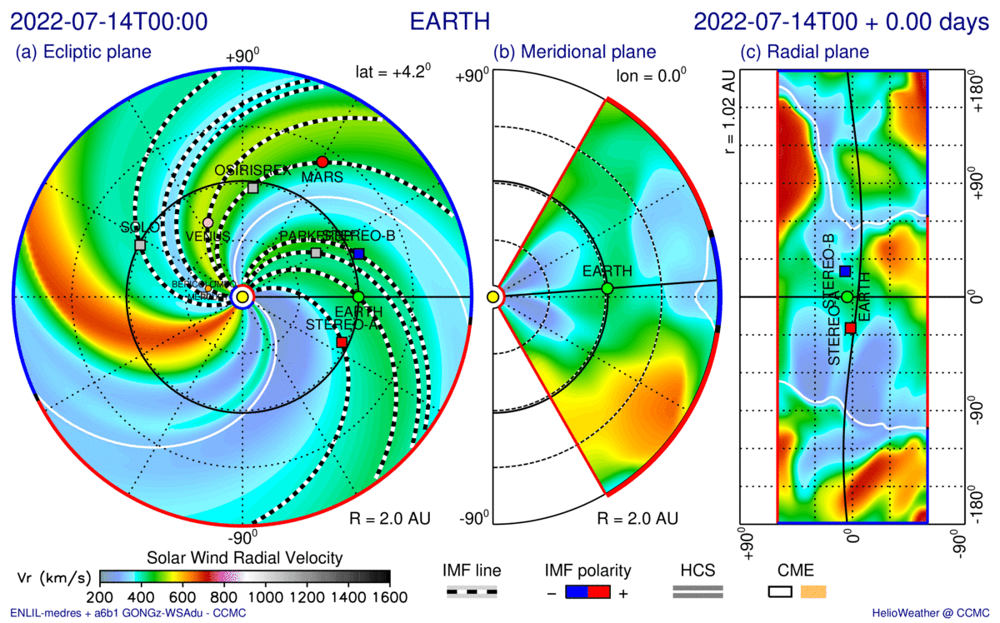 2022-07-14T00:00
EARTH
2022-07-14T00 + 0.00 days
(a) Ecliptic plane
+90⁰
lat = +4.2⁰
(b) Meridional plane
lon = 0.0⁰
(c) Radial plane
+90⁰
r = 1.02 AU
+180⁰
OSIRISREX
MARS
SOLO
VENUS
STEREO-B
MERCURY
EARTH
STEREO-A
EARTH
STEREO-B
EARTH
STEREO-A
+90⁰
0⁰
-90⁰
-180⁰
-90⁰
R = 2.0 AU
-90⁰
R = 2.0 AU
+90⁰
0⁰
-90⁰
Solar Wind Radial Velocity
Vr (km/s)
200 400 600 800 1000 1200 1400 1600
IMF line
IMF polarity
- +
HCS
CME
ENLIL-medres + a6b1 GONGz-WSAdu - CCMC
HelioWeather @ CCMC